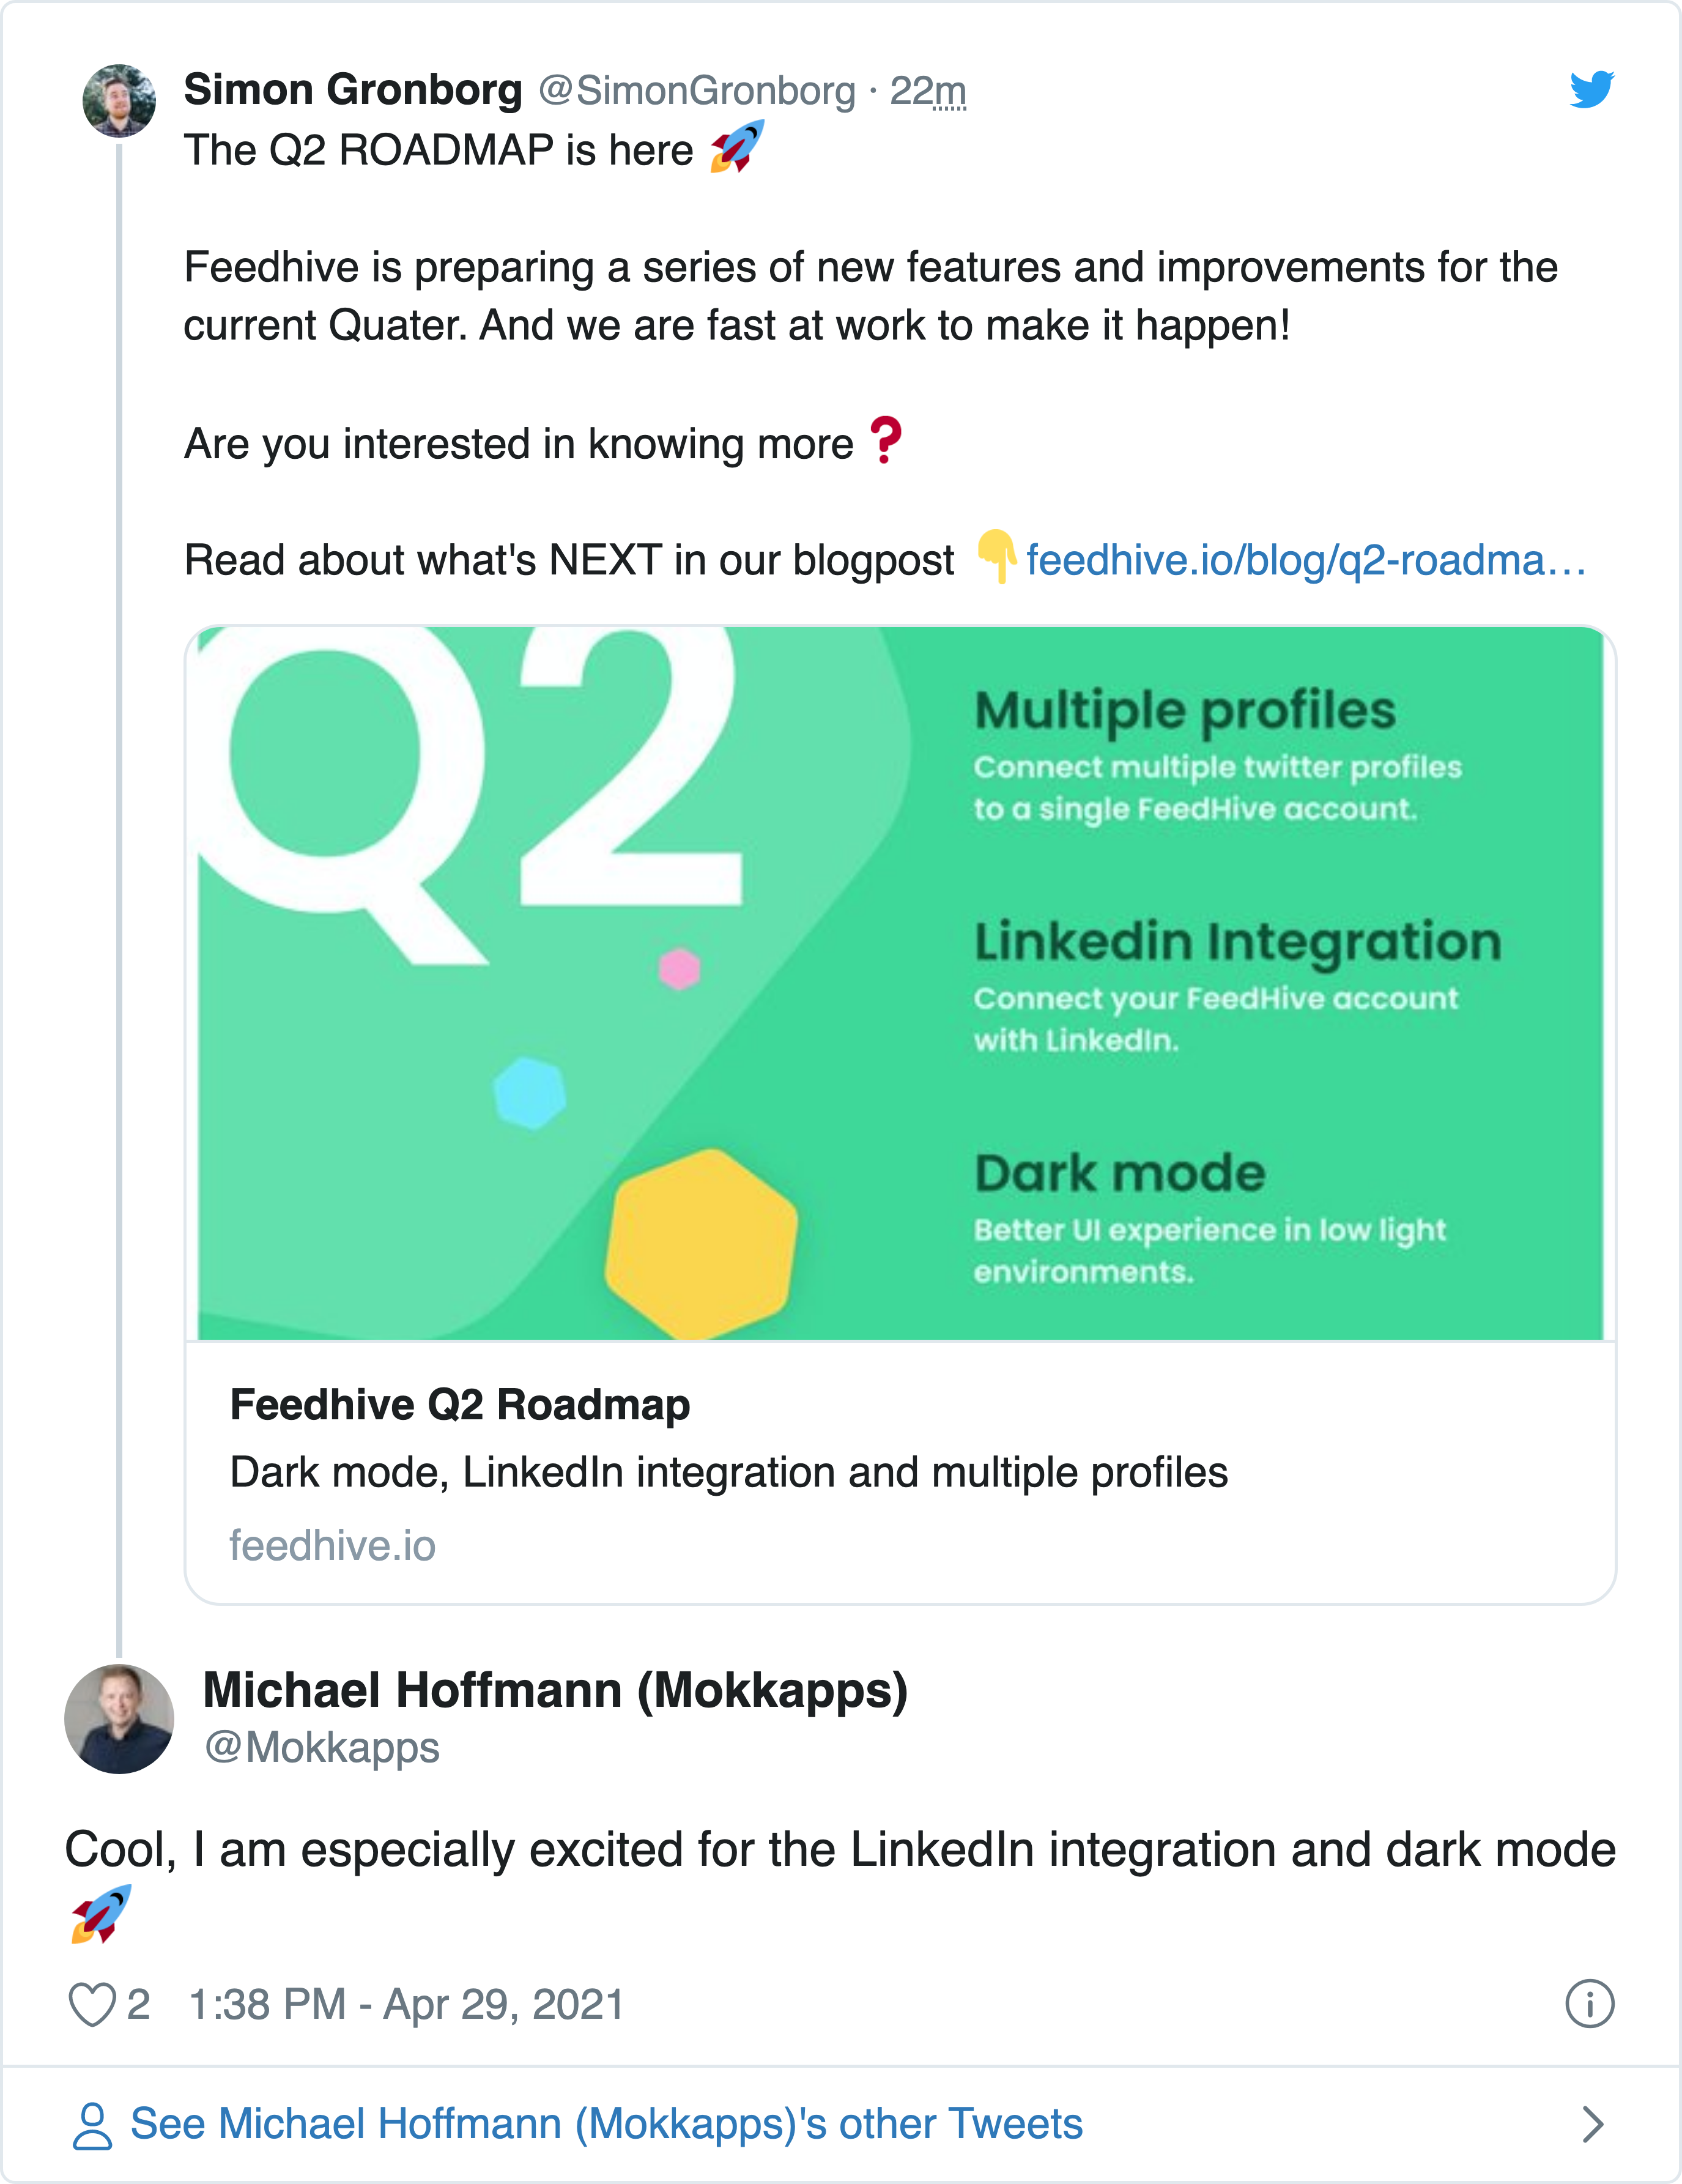 Simon Gronborg @SimonGronborg · 22m
The Q2 ROADMAP is here 🚀
Feedhive is preparing a series of new features and improvements for the
current Quater. And we are fast at work to make it happen!
Are you interested in knowing more ❓
Read about what's NEXT in our blogpost 👇 feedhive.io/blog/q2-roadma…
Q2
Multiple profiles
Connect multiple twitter profiles
to a single FeedHive account.
Linkedin Integration
Connect your FeedHive account
with LinkedIn.
Dark mode
Better UI experience in low light
environments.
Feedhive Q2 Roadmap
Dark mode, LinkedIn integration and multiple profiles
feedhive.io
Michael Hoffmann (Mokkapps)
@Mokkapps
Cool, I am especially excited for the LinkedIn integration and dark mode
🚀
2 1:38 PM - Apr 29, 2021
See Michael Hoffmann (Mokkapps)'s other Tweets